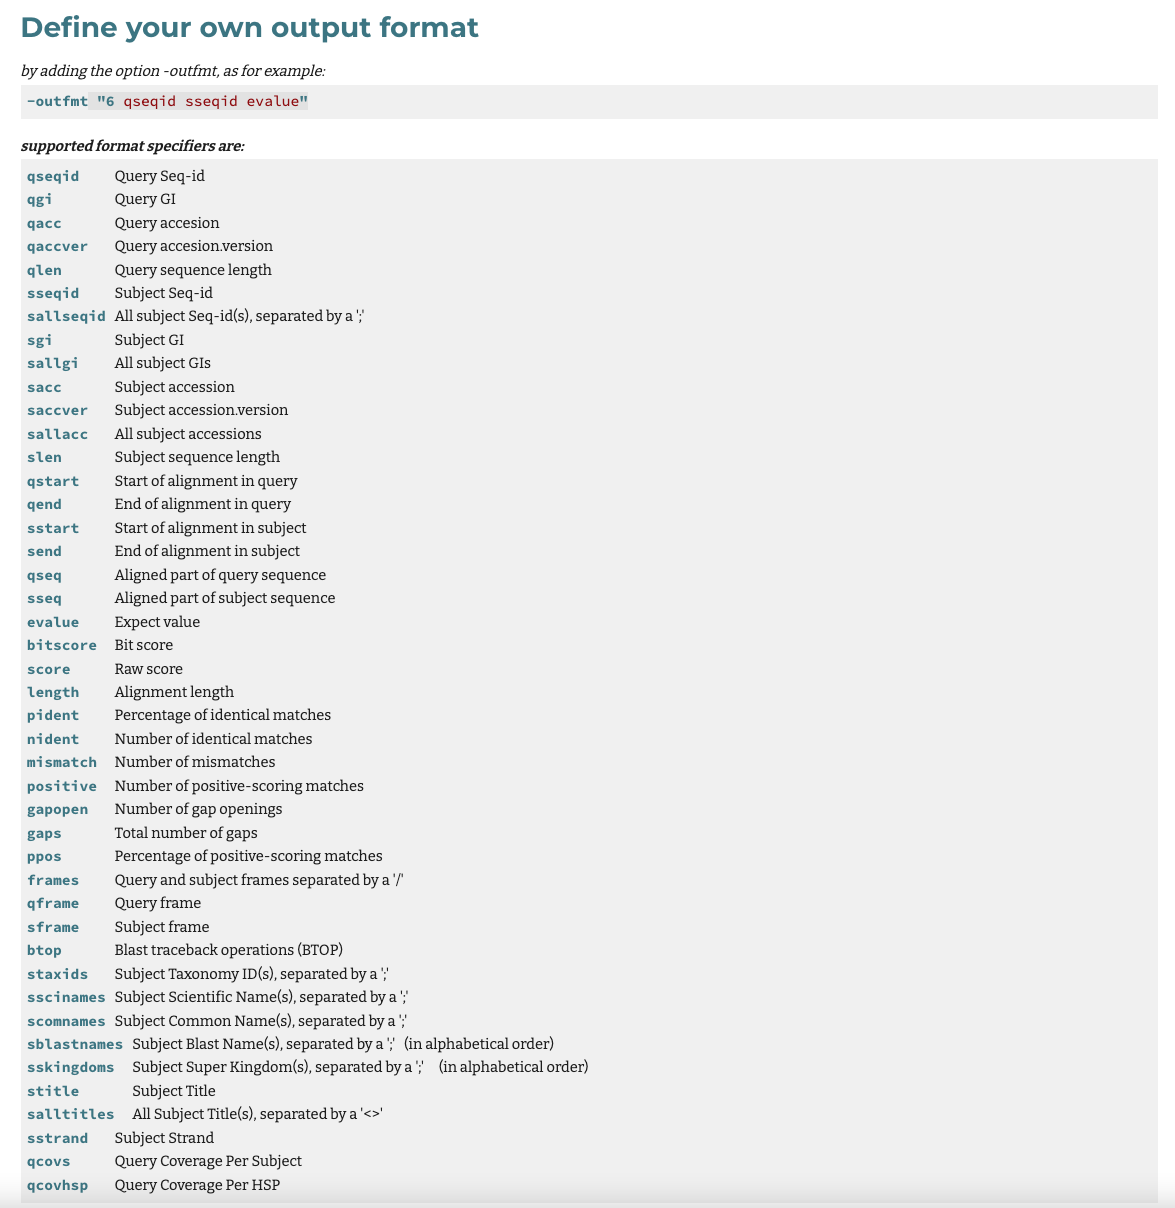 Define your own output format
by adding the option -outfmt, as for example:
-outfmt "6 qseqid sseqid evalue"
supported format specifiers are:
qseqid Query Seq-id
qgi Query GI
qacc Query accesion
qaccver Query accesion.version
qlen Query sequence length
sseqid Subject Seq-id
sallseqid All subject Seq-id(s), separated by a ';'
sgi Subject GI
sallgi All subject GIs
sacc Subject accession
saccver Subject accession.version
sallacc All subject accessions
slen Subject sequence length
qstart Start of alignment in query
qend End of alignment in query
sstart Start of alignment in subject
send End of alignment in subject
qseq Aligned part of query sequence
sseq Aligned part of subject sequence
evalue Expect value
bitscore Bit score
score Raw score
length Alignment length
pident Percentage of identical matches
nident Number of identical matches
mismatch Number of mismatches
positive Number of positive-scoring matches
gapopen Number of gap openings
gaps Total number of gaps
ppos Percentage of positive-scoring matches
frames Query and subject frames separated by a '/'
qframe Query frame
sframe Subject frame
btop Blast traceback operations (BTOP)
staxids Subject Taxonomy ID(s), separated by a ';'
sscinames Subject Scientific Name(s), separated by a ';'
scomnames Subject Common Name(s), separated by a ';'
sblastnames Subject Blast Name(s), separated by a ';' (in alphabetical order)
sskingdoms Subject Super Kingdom(s), separated by a ';' (in alphabetical order)
stitle Subject Title
salltitles All Subject Title(s), separated by a '<>'
sstrand Subject Strand
qcovs Query Coverage Per Subject
qcovhsp Query Coverage Per HSP